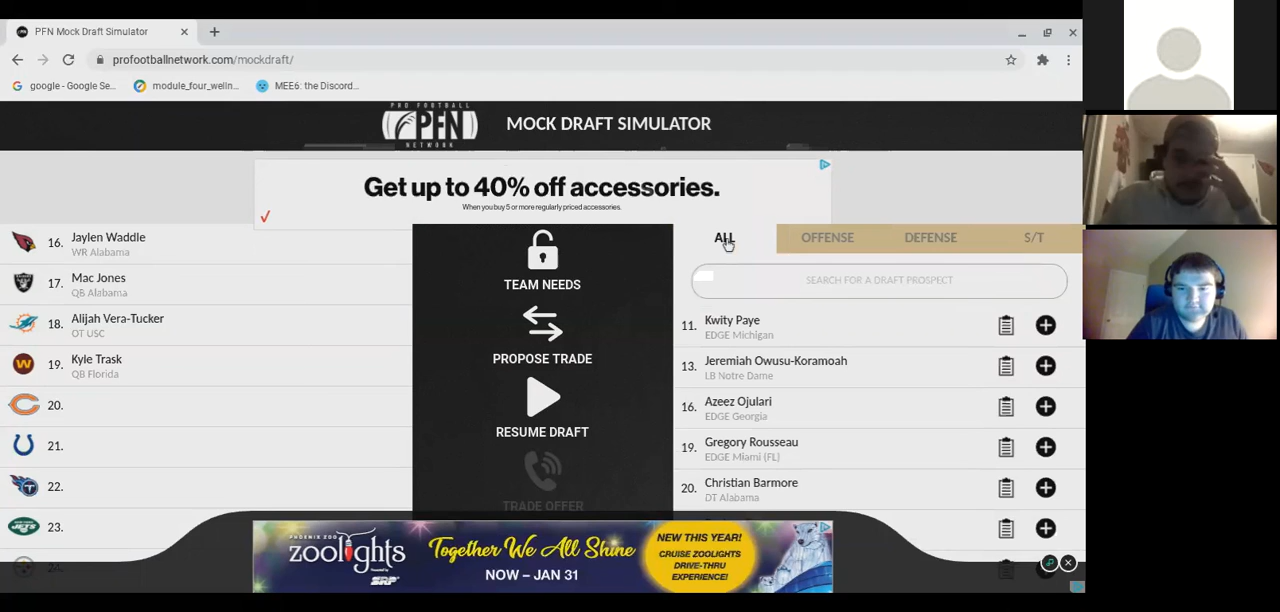 PFN Mock Draft Simulator
profootballnetwork.com/mockdraft/
google - Google Se...
module_four_welln...
MEE6: the Discord...
PRO FOOTBALL
PFN
NETWORK
MOCK DRAFT SIMULATOR
Get up to 40% off accessories.
When you buy 5 or more regularly priced accessories.
16. Jaylen Waddle
WR Alabama
17. Mac Jones
QB Alabama
18. Alijah Vera-Tucker
OT USC
19. Kyle Trask
QB Florida
20.
21.
22.
23.
24.
TEAM NEEDS
PROPOSE TRADE
RESUME DRAFT
TRADE OFFER
ALL
OFFENSE
DEFENSE
S/T
SEARCH FOR A DRAFT PROSPECT
11. Kwity Paye
EDGE Michigan
13. Jeremiah Owusu-Koramoah
LB Notre Dame
16. Azeez Ojulari
EDGE Georgia
19. Gregory Rousseau
EDGE Miami (FL)
20. Christian Barmore
DT Alabama
zoolights
SRP
Together We All Shine
NOW – JAN 31
NEW THIS YEAR!
CRUISE ZOOLIGHTS
DRIVE-THRU
EXPERIENCE!